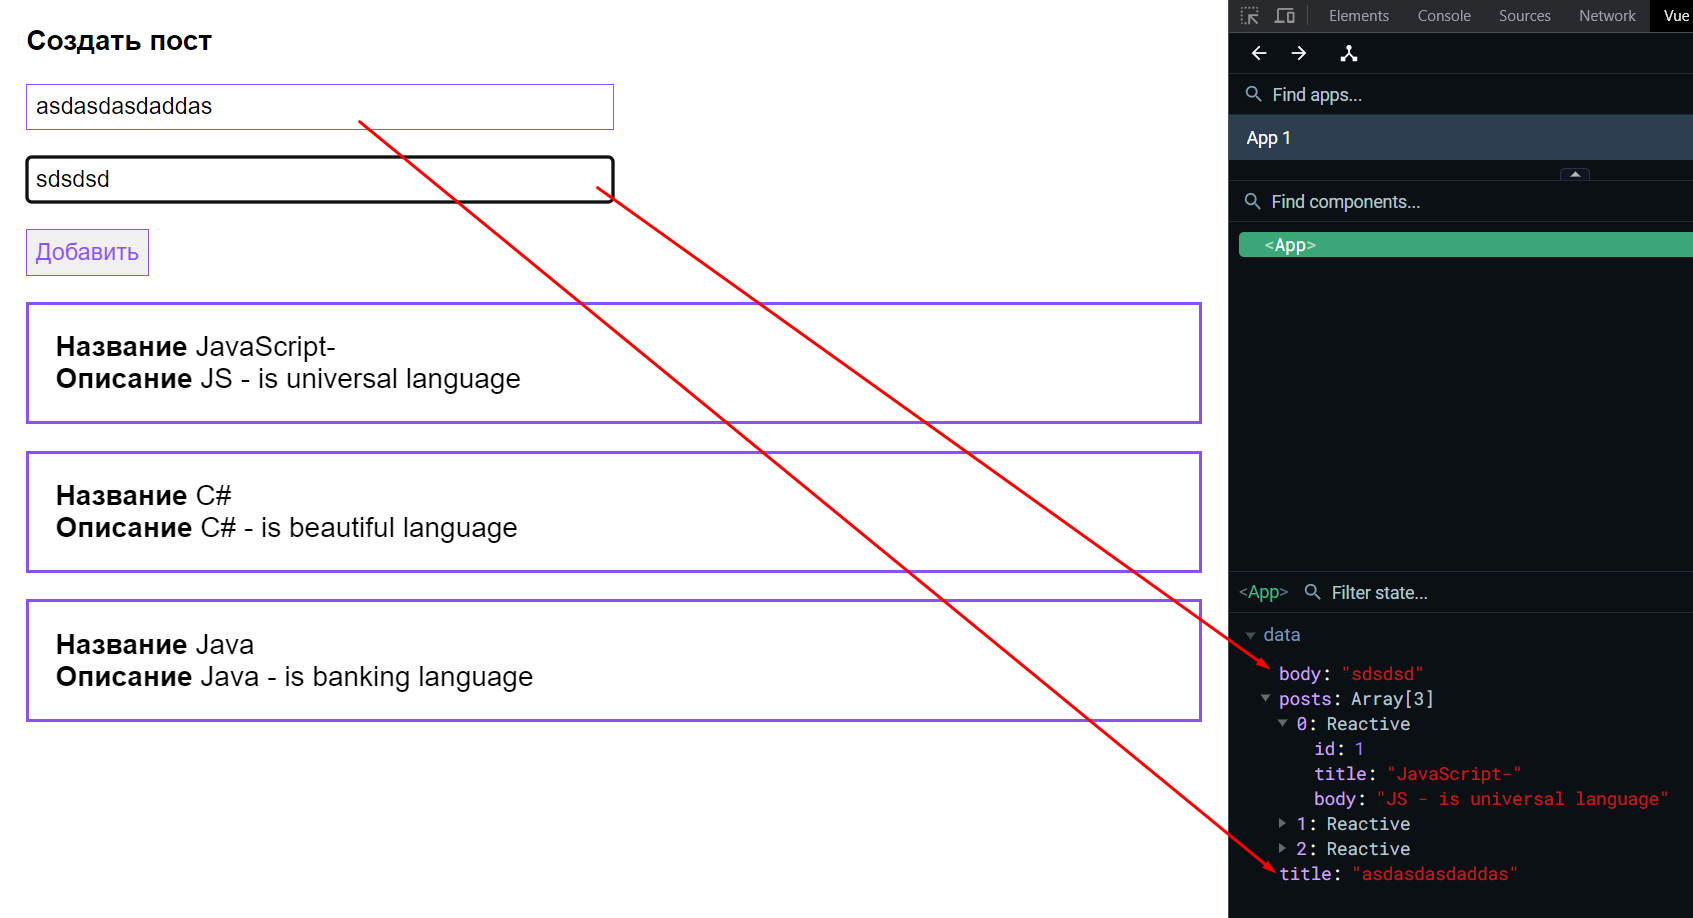 Создать пост
asdasdasdaddas
sdsdsd
Добавить
Название JavaScript-
Описание JS - is universal language
Название C#
Описание C# - is beautiful language
Название Java
Описание Java - is banking language
Elements Console Sources Network Vue
Find apps...
App 1
Find components...
<App>
<App> Filter state...
data
body: "sdsdsd"
posts: Array[3]
0: Reactive
id: 1
title: "JavaScript-"
body: "JS - is universal language"
1: Reactive
2: Reactive
title: "asdasdasdaddas"